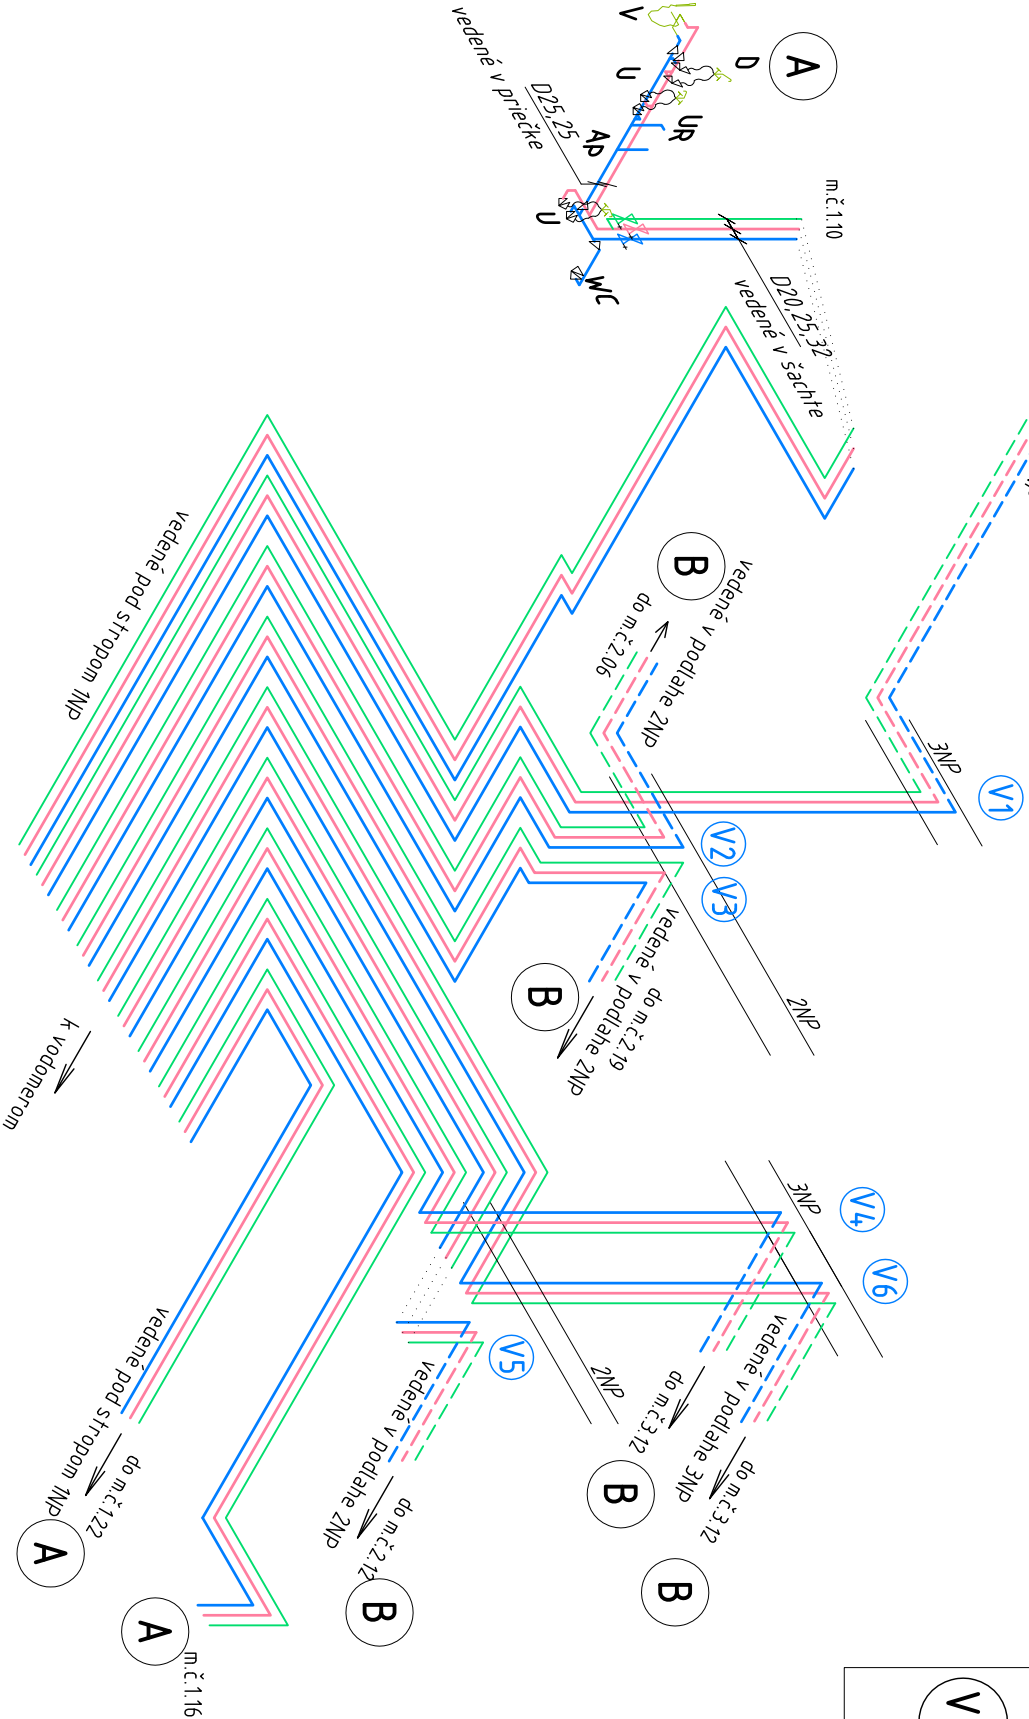 V
D
A
U
UR
Ap
D25,25
vedené v priečke
U
WC
m.č.1.10
D20,25,32
vedené v šachte
vedené pod stropom 1NP
B
vedené v podlahe 2NP
do m.č.2.06
3NP
V1
V2
V3
2NP
vedené v podlahe 2NP
do m.č.2.19
B
k vodomerom
3NP
V4
V6
V5
2NP
do m.č.3.12
B
vedené v podlahe 3NP
do m.č.3.12
B
vedené v podlahe 2NP
do m.č.2.12
B
vedené pod stropom 1NP
do m.č.1.22
A
A
m.č.1.16
V